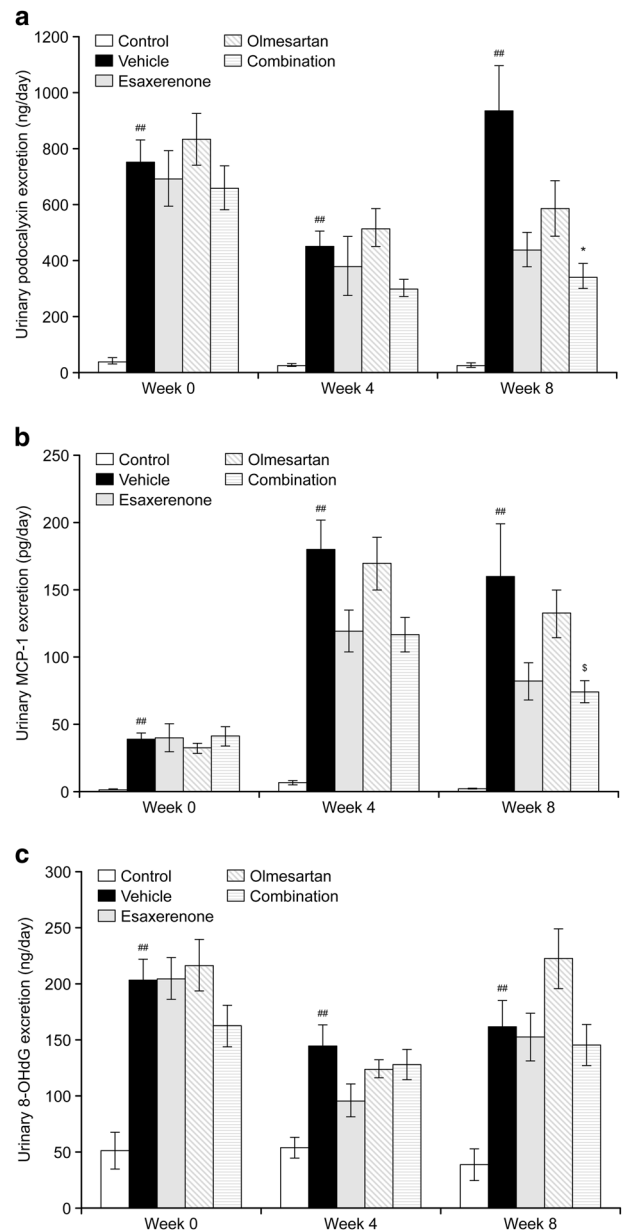 a
Urinary podocalyxin excretion (ng/day)
1200
1000
800
600
400
200
0
Control
Vehicle
Esaxerenone
Olmesartan
Combination
##
##
##
*
Week 0
Week 4
Week 8
b
Urinary MCP-1 excretion (pg/day)
250
200
150
100
50
0
Control
Vehicle
Esaxerenone
Olmesartan
Combination
##
##
##
$
Week 0
Week 4
Week 8
c
Urinary 8-OHdG excretion (ng/day)
300
250
200
150
100
50
0
Control
Vehicle
Esaxerenone
Olmesartan
Combination
##
##
##
Week 0
Week 4
Week 8